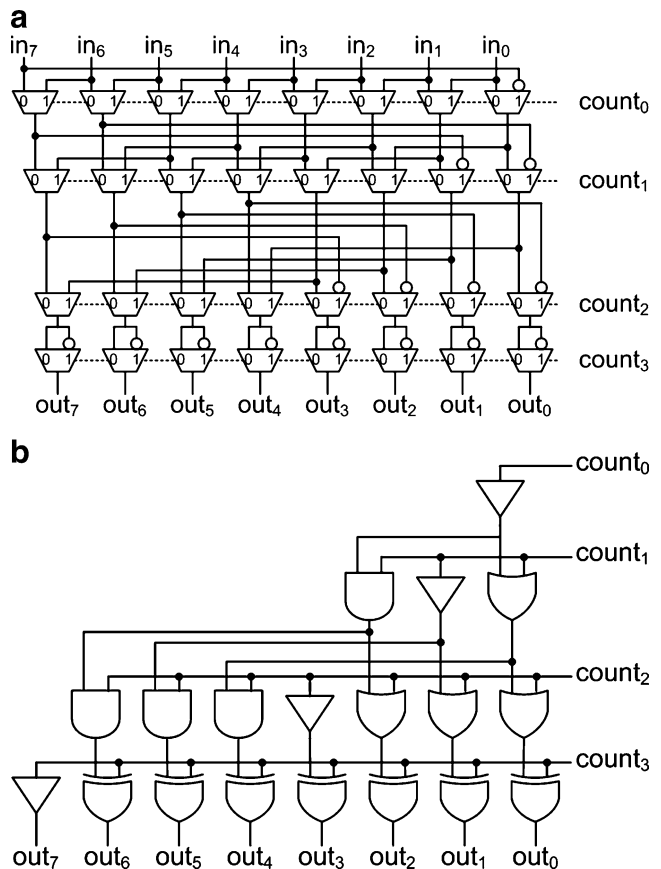 a
in₇ in₆ in₅ in₄ in₃ in₂ in₁ in₀
0 1 0 1 0 1 0 1 0 1 0 1 0 1 0 1 count₀
0 1 0 1 0 1 0 1 0 1 0 1 0 1 0 1 count₁
0 1 0 1 0 1 0 1 0 1 0 1 0 1 0 1 count₂
0 1 0 1 0 1 0 1 0 1 0 1 0 1 0 1 count₃
out₇ out₆ out₅ out₄ out₃ out₂ out₁ out₀
b
count₀
count₁
count₂
count₃
out₇ out₆ out₅ out₄ out₃ out₂ out₁ out₀